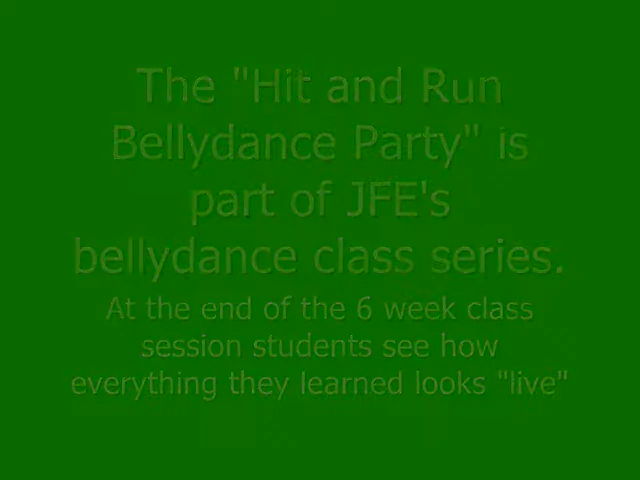 The "Hit and Run
Bellydance Party" is
part of JFE's
bellydance class series.
At the end of the 6 week class
session students see how
everything they learned looks "live"